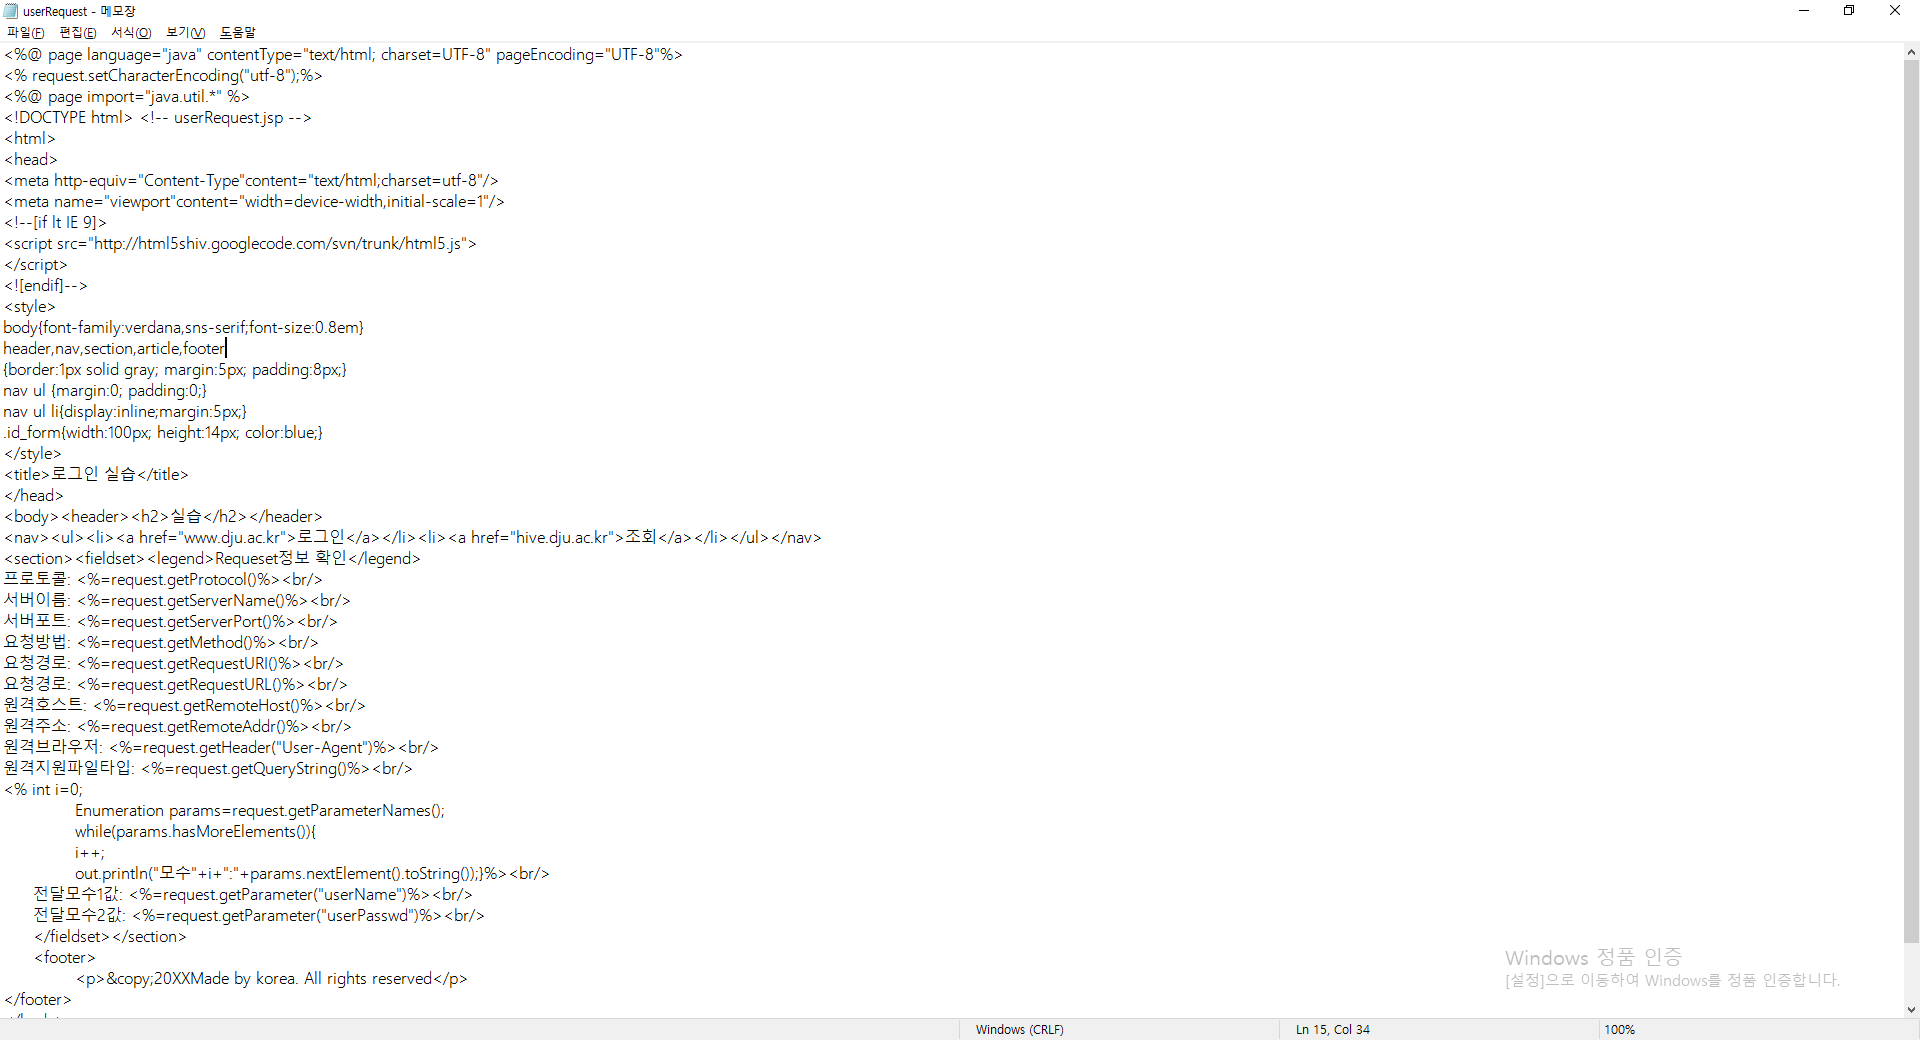 userRequest - 메모장
파일(F) 편집(E) 서식(O) 보기(V) 도움말
<%@ page language="java" contentType="text/html; charset=UTF-8" pageEncoding="UTF-8"%>
<% request.setCharacterEncoding("utf-8");%>
<%@ page import="java.util.*" %>
<!DOCTYPE html> <!-- userRequest.jsp -->
<html>
<head>
<meta http-equiv="Content-Type"content="text/html;charset=utf-8"/>
<meta name="viewport"content="width=device-width,initial-scale=1"/>
<!--[if lt IE 9]>
<script src="http://html5shiv.googlecode.com/svn/trunk/html5.js">
</script>
<![endif]-->
<style>
body{font-family:verdana,sns-serif;font-size:0.8em}
header,nav,section,article,footer
{border:1px solid gray; margin:5px; padding:8px;}
nav ul {margin:0; padding:0;}
nav ul li{display:inline;margin:5px;}
.id_form{width:100px; height:14px; color:blue;}
</style>
<title>로그인 실습</title>
</head>
<body><header><h2>실습</h2></header>
<nav><ul><li><a href="www.dju.ac.kr">로그인</a></li><li><a href="hive.dju.ac.kr">조회</a></li></ul></nav>
<section><fieldset><legend>Requeset정보 확인</legend>
프로토콜: <%=request.getProtocol()%><br/>
서버이름: <%=request.getServerName()%><br/>
서버포트: <%=request.getServerPort()%><br/>
요청방법: <%=request.getMethod()%><br/>
요청경로: <%=request.getRequestURI()%><br/>
요청경로: <%=request.getRequestURL()%><br/>
원격호스트: <%=request.getRemoteHost()%><br/>
원격주소: <%=request.getRemoteAddr()%><br/>
원격브라우저: <%=request.getHeader("User-Agent")%><br/>
원격지원파일타입: <%=request.getQueryString()%><br/>
<% int i=0;
Enumeration params=request.getParameterNames();
while(params.hasMoreElements()){
i++;
out.println("모수"+i+":"+params.nextElement().toString());}%><br/>
전달모수1값: <%=request.getParameter("userName")%><br/>
전달모수2값: <%=request.getParameter("userPasswd")%><br/>
</fieldset></section>
<footer>
<p>&copy;20XXMade by korea. All rights reserved</p>
</footer>
Windows 정품 인증
[설정]으로 이동하여 Windows를 정품 인증합니다.
Windows (CRLF) Ln 15, Col 34 100%